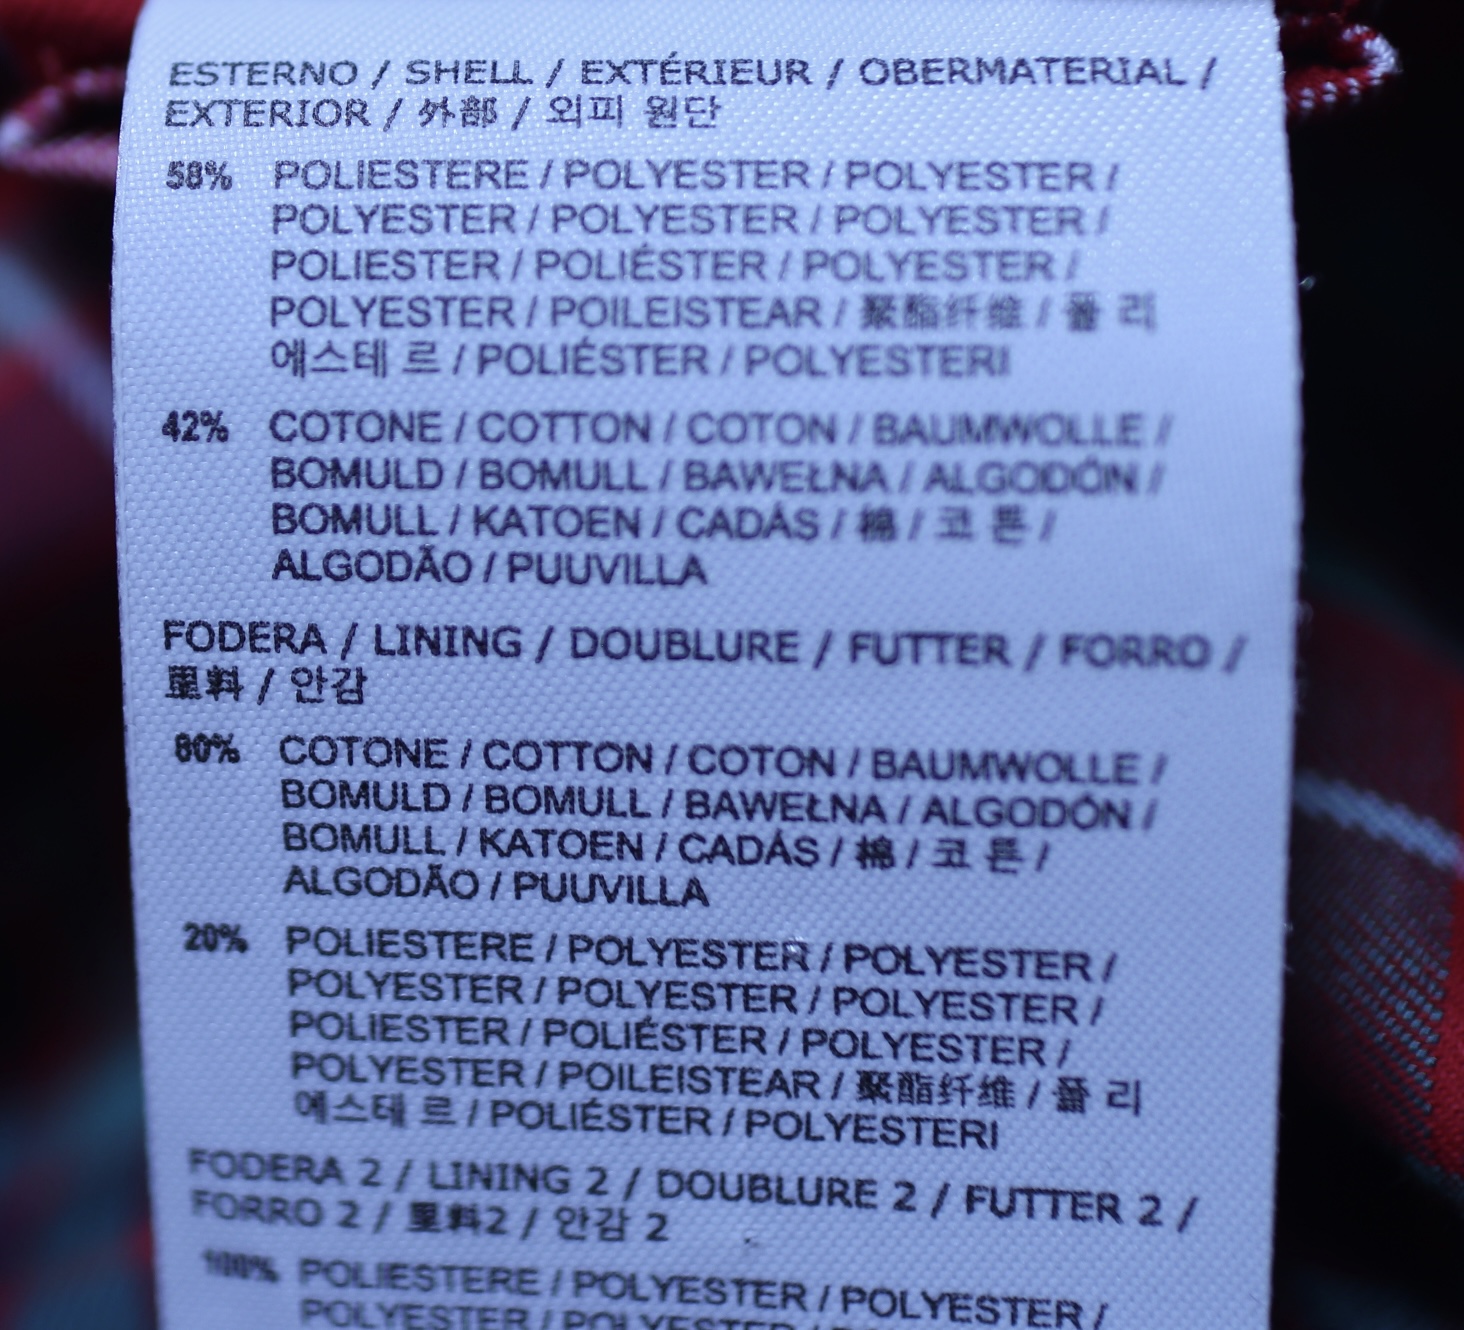 ESTERNO / SHELL / EXTÉRIEUR / OBERMATERIAL /
EXTERIOR / 外部 / 외피 원단
58% POLIESTERE / POLYESTER / POLYESTER /
POLYESTER / POLYESTER / POLYESTER /
POLIESTER / POLIÉSTER / POLYESTER /
POLYESTER / POILEISTEAR / 聚酯纤维 / 폴 리
에스테 르 / POLIÉSTER / POLYESTERI
42% COTONE / COTTON / COTON / BAUMWOLLE /
BOMULD / BOMULL / BAWEŁNA / ALGODÓN /
BOMULL / KATOEN / CADÁS / 棉 / 코 튼 /
ALGODÃO / PUUVILLA
FODERA / LINING / DOUBLURE / FUTTER / FORRO /
里料 / 안감
80% COTONE / COTTON / COTON / BAUMWOLLE /
BOMULD / BOMULL / BAWEŁNA / ALGODÓN /
BOMULL / KATOEN / CADÁS / 棉 / 코 튼 /
ALGODÃO / PUUVILLA
20% POLIESTERE / POLYESTER / POLYESTER /
POLYESTER / POLYESTER / POLYESTER /
POLIESTER / POLIÉSTER / POLYESTER /
POLYESTER / POILEISTEAR / 聚酯纤维 / 폴 리
에스테 르 / POLIÉSTER / POLYESTERI
FODERA 2 / LINING 2 / DOUBLURE 2 / FUTTER 2 /
FORRO 2 / 里料2 / 안감 2
100% POLIESTERE / POLYESTER / POLYESTER /
POLYESTER / POLYESTER / POLYESTER